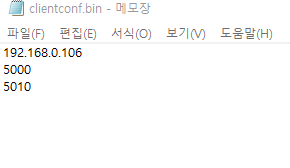 clientconf.bin - 메모장
파일(F) 편집(E) 서식(O) 보기(V) 도움말(H)
192.168.0.106
5000
5010